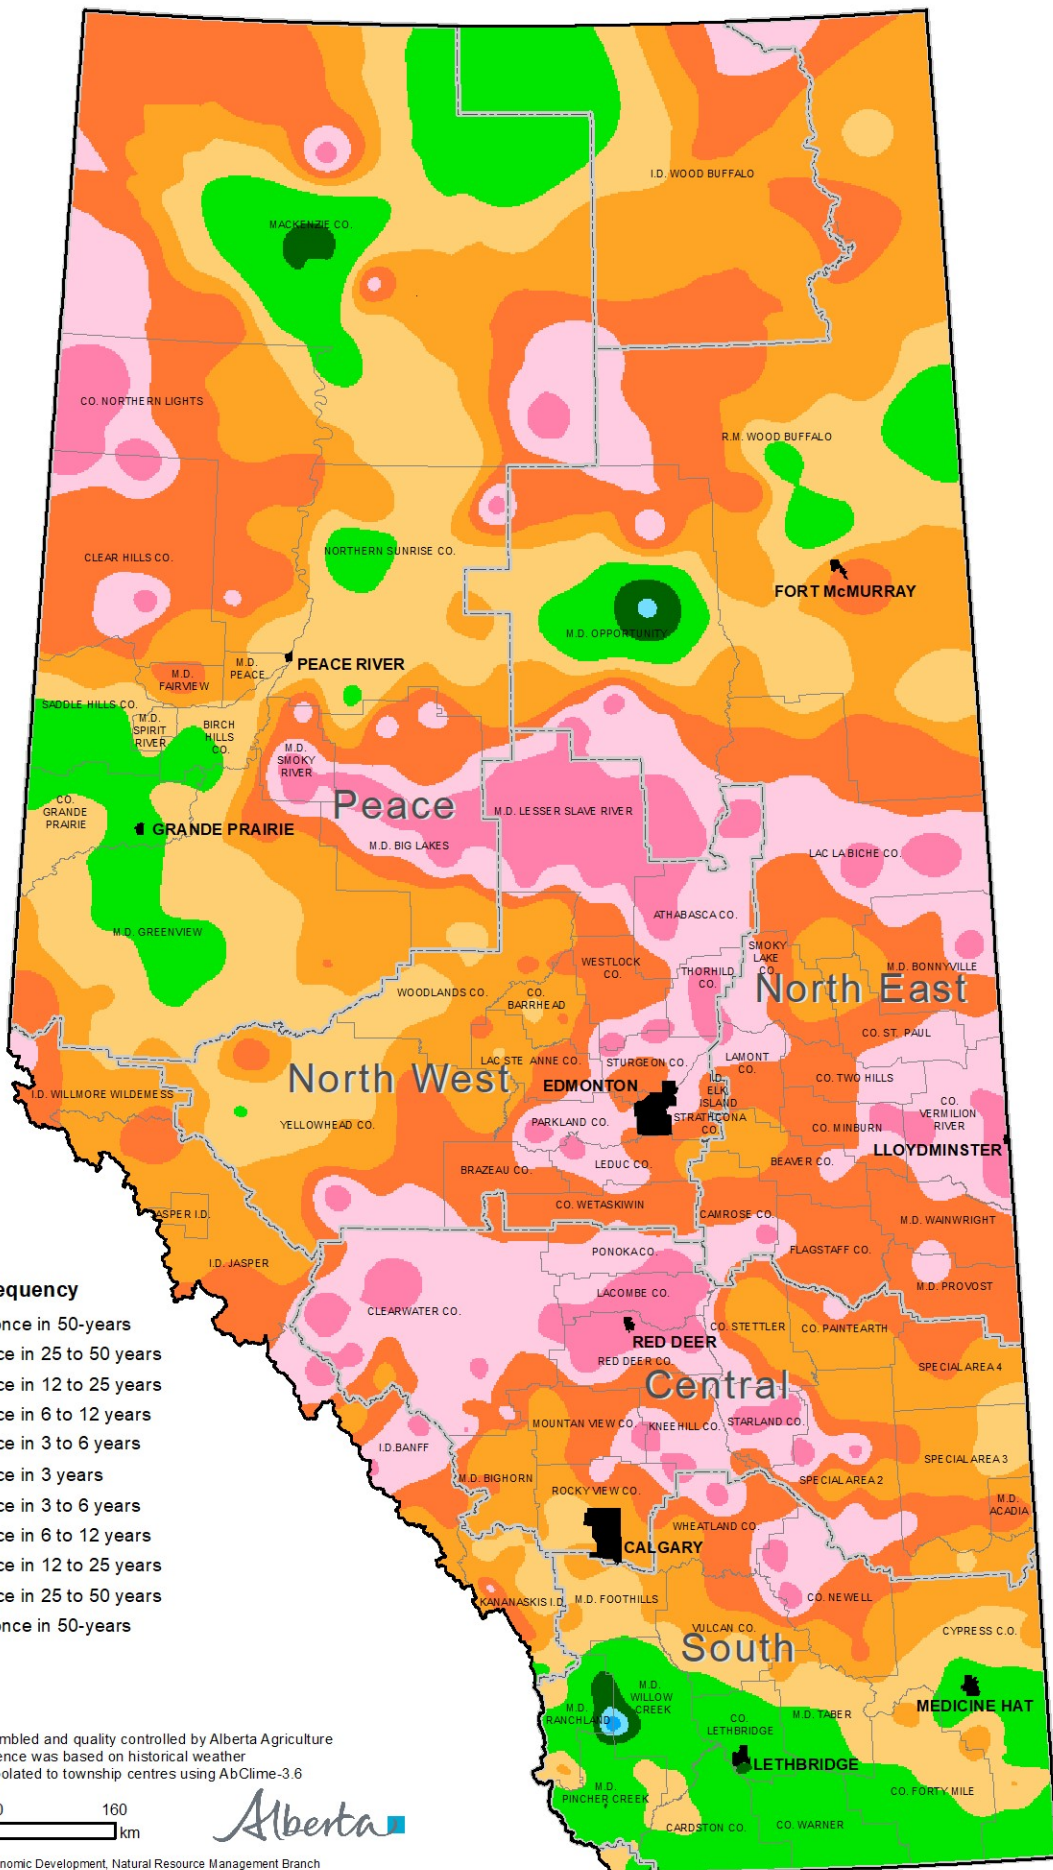 I.D. WOOD BUFFALO
MACKENZIE CO.
CO. NORTHERN LIGHTS
R.M. WOOD BUFFALO
CLEAR HILLS CO.
NORTHERN SUNRISE CO.
FORT McMURRAY
M.D. OPPORTUNITY
PEACE RIVER
M.D.
PEACE
M.D.
FAIRVIEW
SADDLE HILLS CO.
M.D.
SPIRIT
RIVER
BIRCH
HILLS
CO.
M.D.
SMOKY
RIVER
Peace
M.D. LESSER SLAVE RIVER
CO.
GRANDE
PRAIRIE
GRANDE PRAIRIE
M.D. BIG LAKES
LAC LA BICHE CO.
ATHABASCA CO.
M.D. GREENVIEW
SMOKY
LAKE
CO.
WESTLOCK
CO.
THORHILD
CO.
M.D. BONNYVILLE
North East
WOODLANDS CO.
CO.
BARRHEAD
CO. ST. PAUL
LAC STE ANNE CO.
STURGEON CO.
LAMONT
CO.
North West
EDMONTON
I.D.
ELK
ISLAND
CO. TWO HILLS
I.D. WILLMORE WILDEMESS
CO.
VERMILION
RIVER
YELLOWHEAD CO.
PARKLAND CO.
STRATHCONA
CO.
CO. MINBURN
LLOYDMINSTER
BRAZEAU CO.
LEDUC CO.
BEAVER CO.
CO. WETASKIWIN
JASPER I.D.
CAMROSE CO.
M.D. WAINWRIGHT
I.D. JASPER
PONOKA CO.
FLAGSTAFF CO.
equency
LACOMBE CO.
M.D. PROVOST
CLEARWATER CO.
once in 50-years
RED DEER
CO. STETTLER
CO. PAINTEARTH
ce in 25 to 50 years
RED DEER CO.
SPECIAL AREA 4
ce in 12 to 25 years
Central
ce in 6 to 12 years
MOUNTAIN VIEW CO.
KNEEHILL CO.
STARLAND CO.
ce in 3 to 6 years
I.D. BANFF
SPECIAL AREA 3
ce in 3 years
M.D. BIGHORN
ROCKY VIEW CO.
SPECIAL AREA 2
ce in 3 to 6 years
M.D.
ACADIA
ce in 6 to 12 years
WHEATLAND CO.
CALGARY
ce in 12 to 25 years
ce in 25 to 50 years
KANANASKIS I.D.
M.D. FOOTHILLS
CO. NEWELL
once in 50-years
VULCAN CO.
CYPRESS C.O.
South
M.D.
WILLOW
CREEK
M.D.
RANCHLAND
MEDICINE HAT
CO.
LETHBRIDGE
M.D. TABER
mbled and quality controlled by Alberta Agriculture
ence was based on historical weather
polated to township centres using AbClime-3.6
LETHBRIDGE
M.D.
PINCHER CREEK
CO. FORTY MILE
0 160
km
Alberta
CARDSTON CO.
CO. WARNER
nomic Development, Natural Resource Management Branch